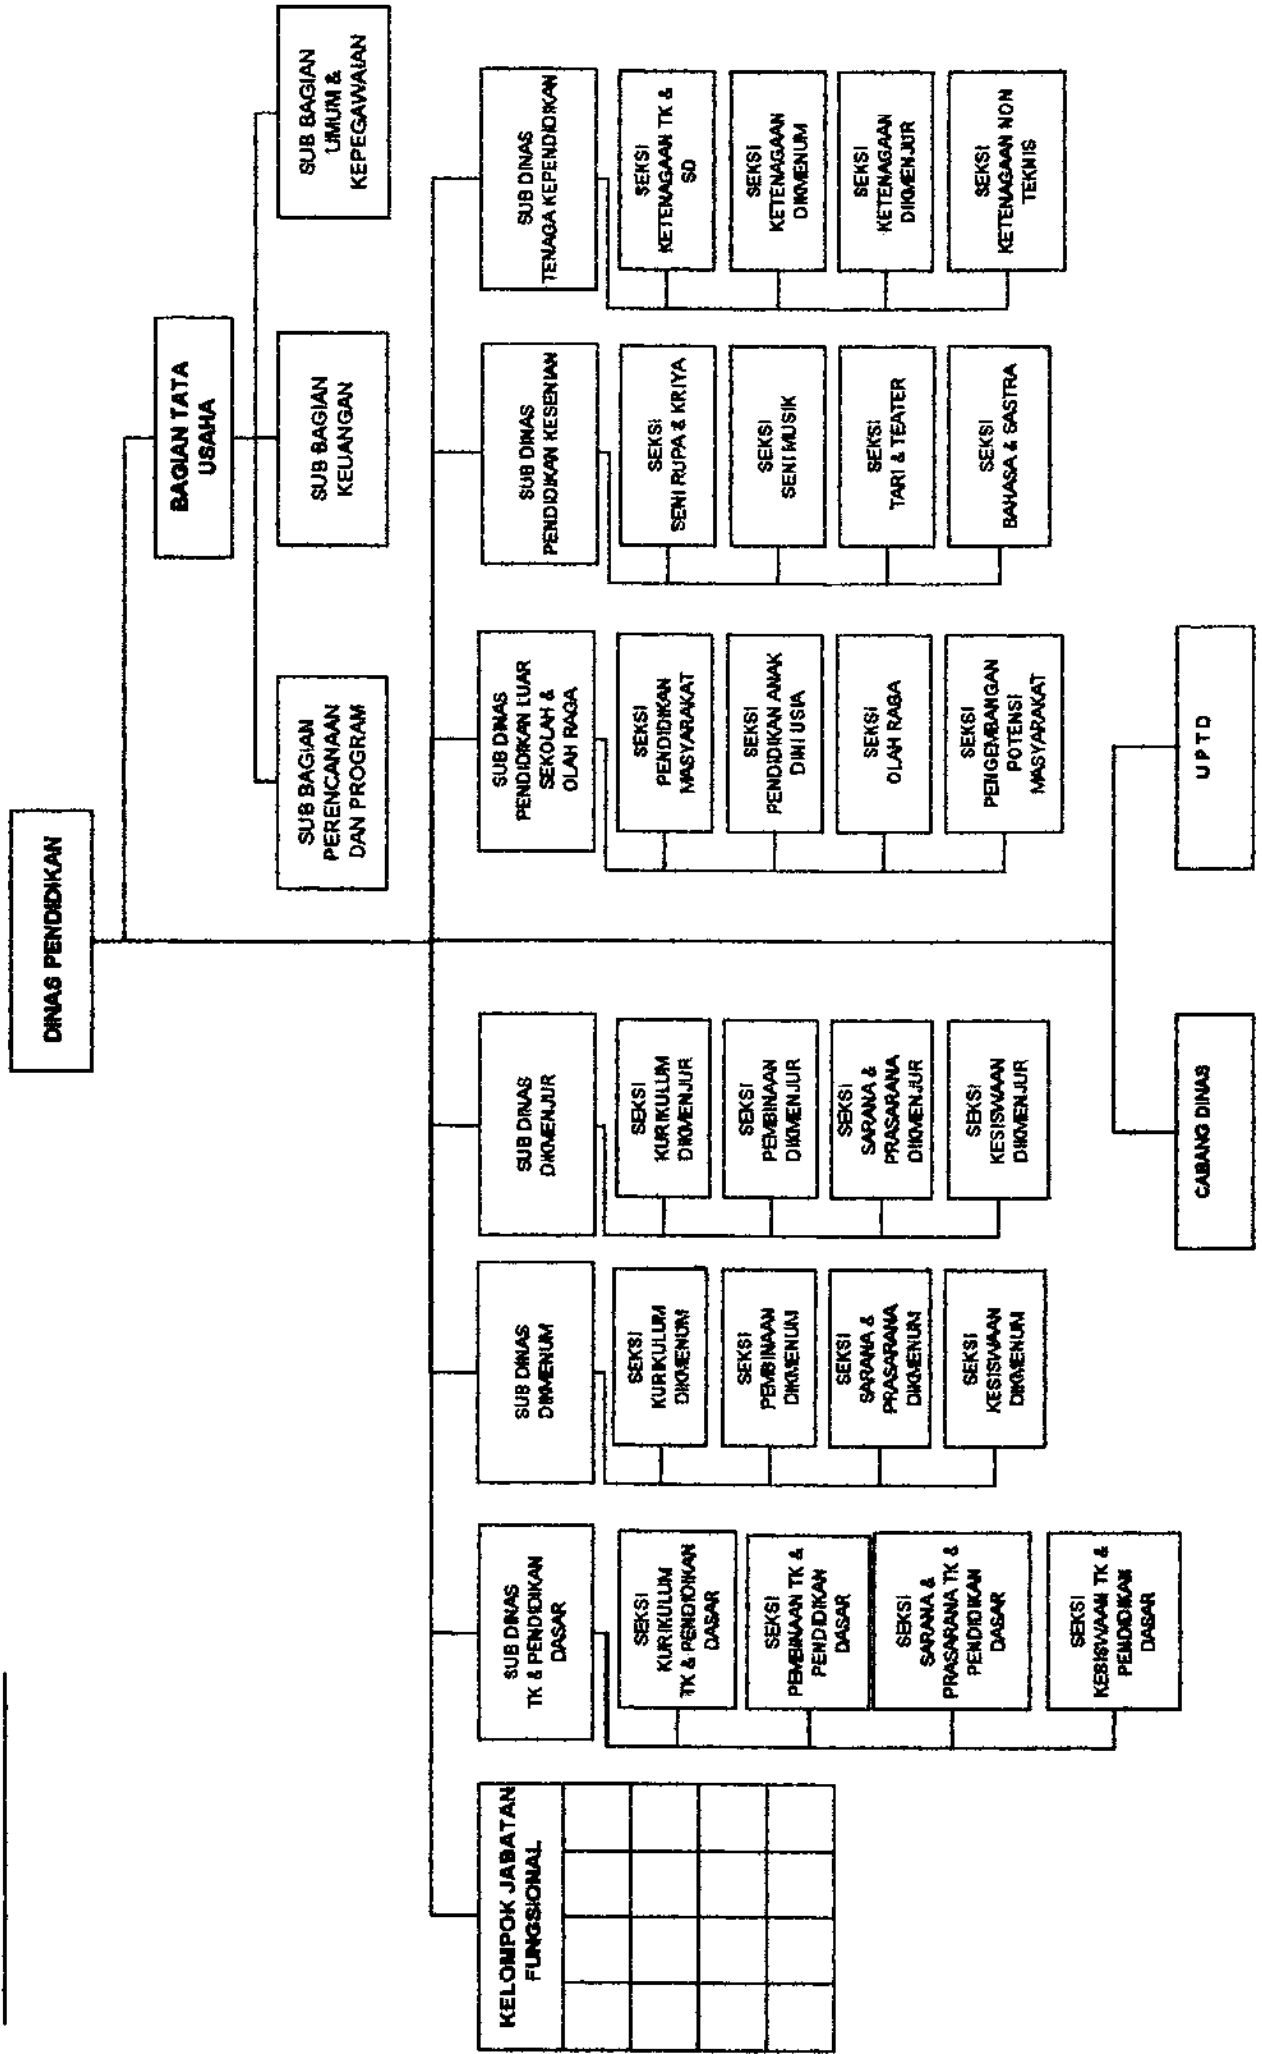 DINAS PENDIDIKAN
BAGIAN TATA
USAHA
SUB BAGIAN
PERENCANAAN
DAN PROGRAM
SUB BAGIAN
KEUANGAN
SUB BAGIAN
UMUM &
KEPEGAWAIAN
KELOMPOK JABATAN
FUNGSIONAL
SUB DINAS
TK & PENDIDIKAN
DASAR
SEKSI
KURIKULUM
TK & PENDIDIKAN
DASAR
SEKSI
PEMBINAAN TK &
PENDIDIKAN
DASAR
SEKSI
SARANA &
PRASARANA TK &
PENDIDIKAN
DASAR
SEKSI
KESISWAAN TK &
PENDIDIKAN
DASAR
SUB DINAS
DIKMENUM
SEKSI
KURIKULUM
DIKMENUM
SEKSI
PEMBINAAN
DIKMENUM
SEKSI
SARANA &
PRASARANA
DIKMENUM
SEKSI
KESISWAAN
DIKMENUM
SUB DINAS
DIKMENJUR
SEKSI
KURIKULUM
DIKMENJUR
SEKSI
PEMBINAAN
DIKMENJUR
SEKSI
SARANA &
PRASARANA
DIKMENJUR
SEKSI
KESISWAAN
DIKMENJUR
SUB DINAS
PENDIDIKAN LUAR
SEKOLAH &
OLAH RAGA
SEKSI
PENDIDIKAN
MASYARAKAT
SEKSI
PENDIDIKAN ANAK
DINI USIA
SEKSI
OLAH RAGA
SEKSI
PENGEMBANGAN
POTENSI
MASYARAKAT
SUB DINAS
PENDIDIKAN KESENIAN
SEKSI
SENI RUPA & KRIYA
SEKSI
SENI MUSIK
SEKSI
TARI & TEATER
SEKSI
BAHASA & SASTRA
SUB DINAS
TENAGA KEPENDIDIKAN
SEKSI
KETENAGAAN TK &
SD
SEKSI
KETENAGAAN
DIKMENUM
SEKSI
KETENAGAAN
DIKMENJUR
SEKSI
KETENAGAAN NON
TEKNIS
CABANG DINAS
U P T D